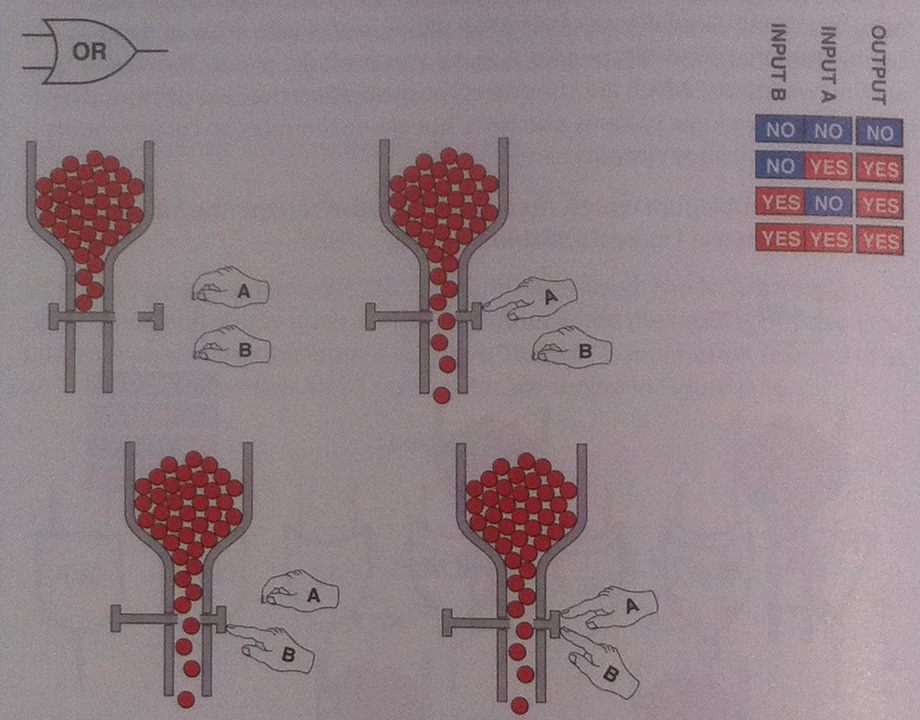 OR
INPUT B INPUT A OUTPUT
NO NO NO
NO YES YES
YES NO YES
YES YES YES
A
B
A
B
A
B
A
B